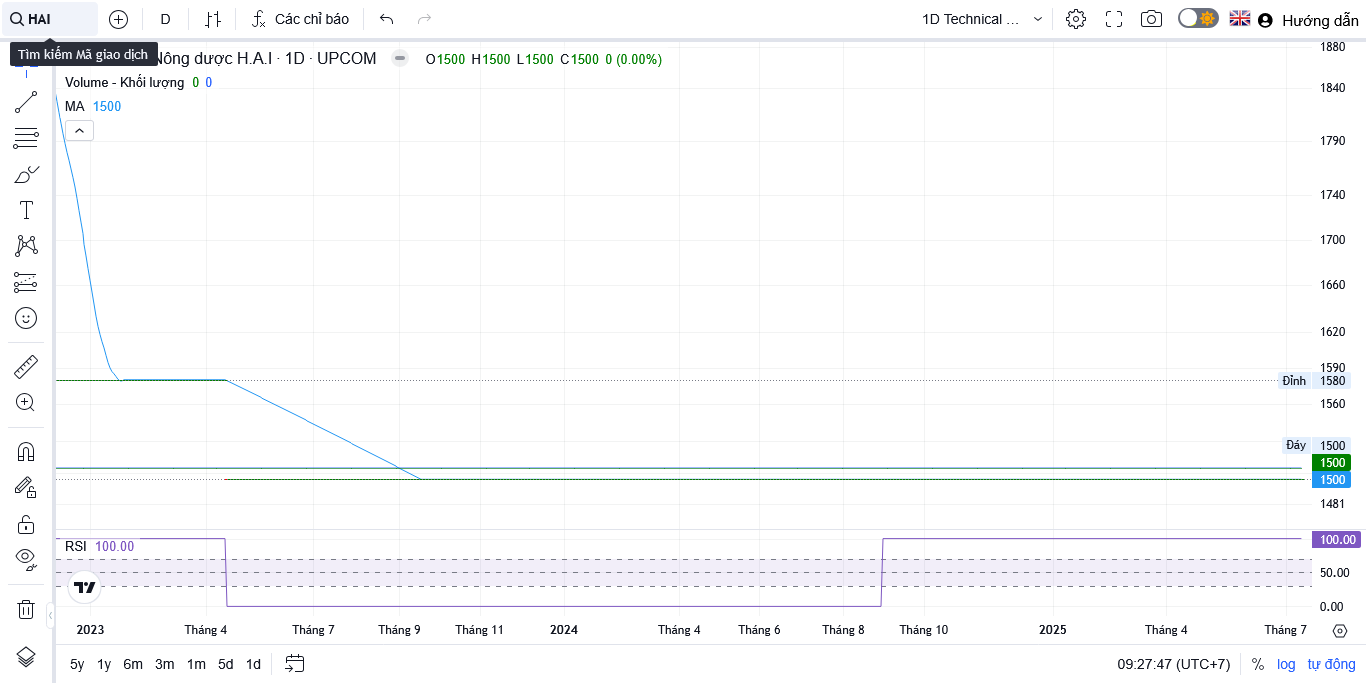 HAI D Các chỉ báo 1D Technical ... Hướng dẫn
Tìm kiếm Mã giao dịch
Nông dược H.A.I · 1D · UPCOM O1500 H1500 L1500 C1500 0 (0.00%)
Volume - Khối lượng 0 0
MA 1500
1880
1840
1790
1740
1700
1660
1620
1590
Đỉnh 1580
1560
Đáy 1500
1500
1500
1481
RSI 100.00
100.00
50.00
0.00
2023 Tháng 4 Tháng 7 Tháng 9 Tháng 11 2024 Tháng 4 Tháng 6 Tháng 8 Tháng 10 2025 Tháng 4 Tháng 7
5y 1y 6m 3m 1m 5d 1d 09:27:47 (UTC+7) % log tự động